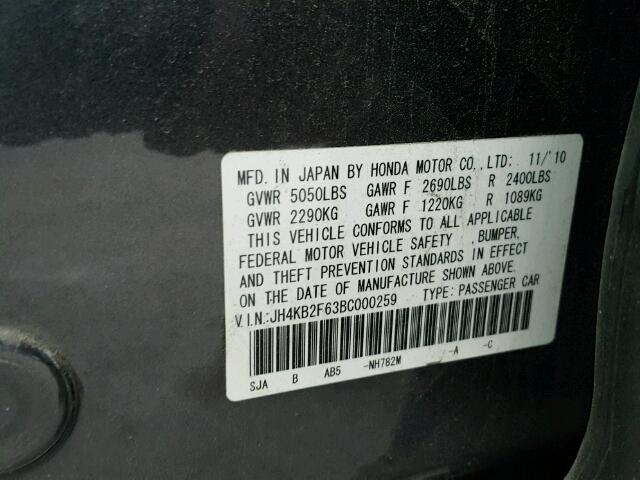 MFD. IN JAPAN BY HONDA MOTOR CO., LTD: 11/'10
GVWR 5050LBS GAWR F 2690LBS R 2400LBS
GVWR 2290KG GAWR F 1220KG R 1089KG
THIS VEHICLE CONFORMS TO ALL APPLICABLE
FEDERAL MOTOR VEHICLE SAFETY , BUMPER,
AND THEFT PREVENTION STANDARDS IN EFFECT
ON THE DATE OF MANUFACTURE SHOWN ABOVE.
V.I.N.:JH4KB2F63BC000259 TYPE: PASSENGER CAR
SJA B AB5 -NH782M -A -C